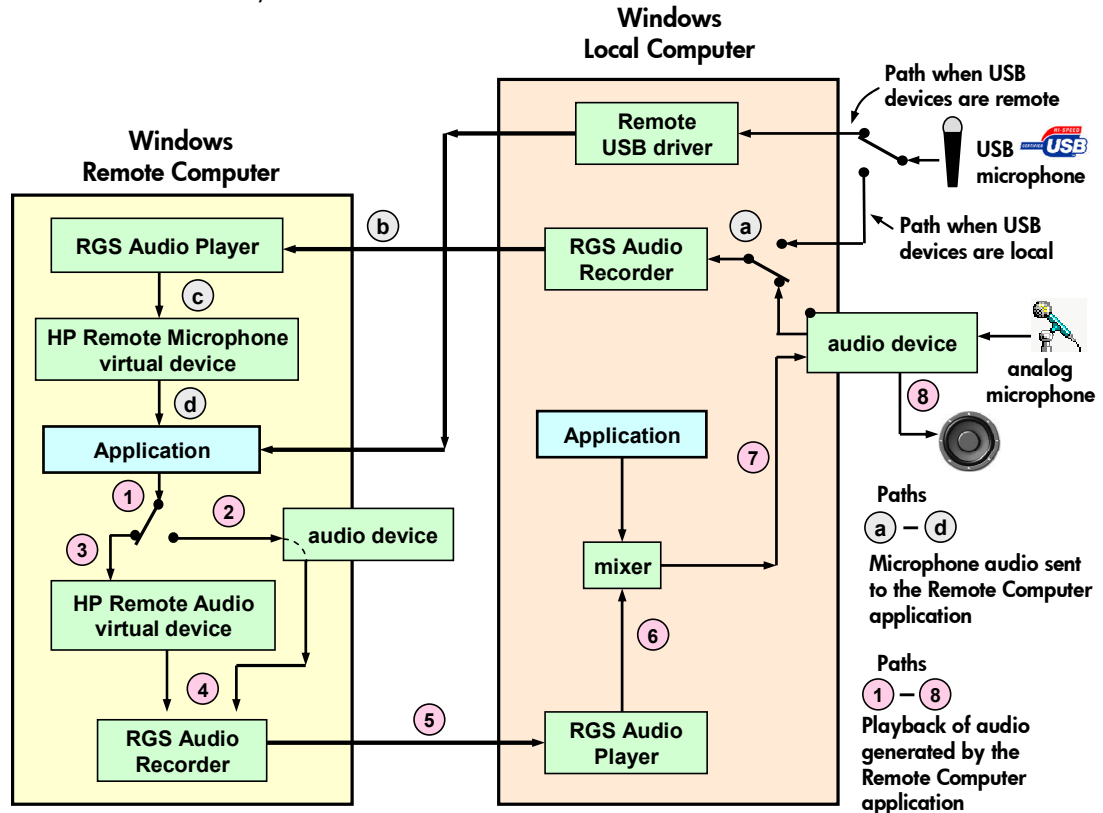 Windows
Local Computer
Path when USB
devices are remote
Windows
Remote Computer
Remote
USB driver
HI-SPEED
CERTIFIED
USB
USB
microphone
RGS Audio Player
b
RGS Audio
Recorder
a
Path when USB
devices are local
c
HP Remote Microphone
virtual device
audio device
analog
microphone
d
8
Application
Application
7
1
2
3
audio device
Paths
a – d
Microphone audio sent
to the Remote Computer
application
mixer
HP Remote Audio
virtual device
6
4
Paths
1 – 8
Playback of audio
generated by the
Remote Computer
application
5
RGS Audio
Recorder
RGS Audio
Player